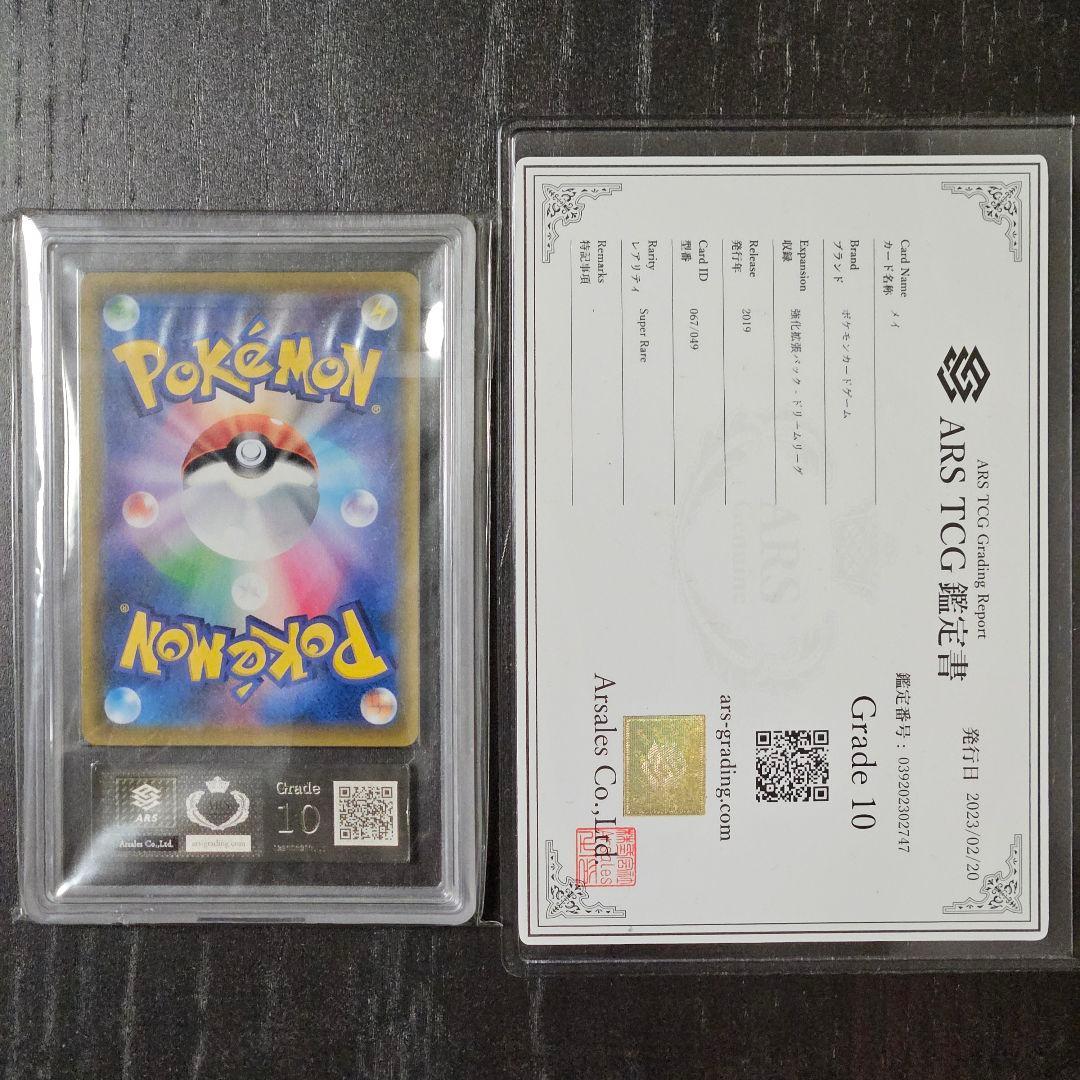 POKéMON
®
POKéMON
®
ARS
Arsales Co.,Ltd.
ARS
ars-grading.com
Grade
10
ARS TCG Grading Report
ARS TCG 鑑定書
発行日 2023/02/20
鑑定番号 : 039202302747
Grade 10
Card Name
カード名称
メイ
Brand
ブランド
ポケモンカードゲーム
Expansion
収録
強化拡張パック - ドリームリーグ
Release
発行年
2019
Card ID
型番
067/049
Rarity
レアリティ
Super Rare
Remarks
特記事項
ARS
ars-grading.com
Arsales Co.,Ltd.